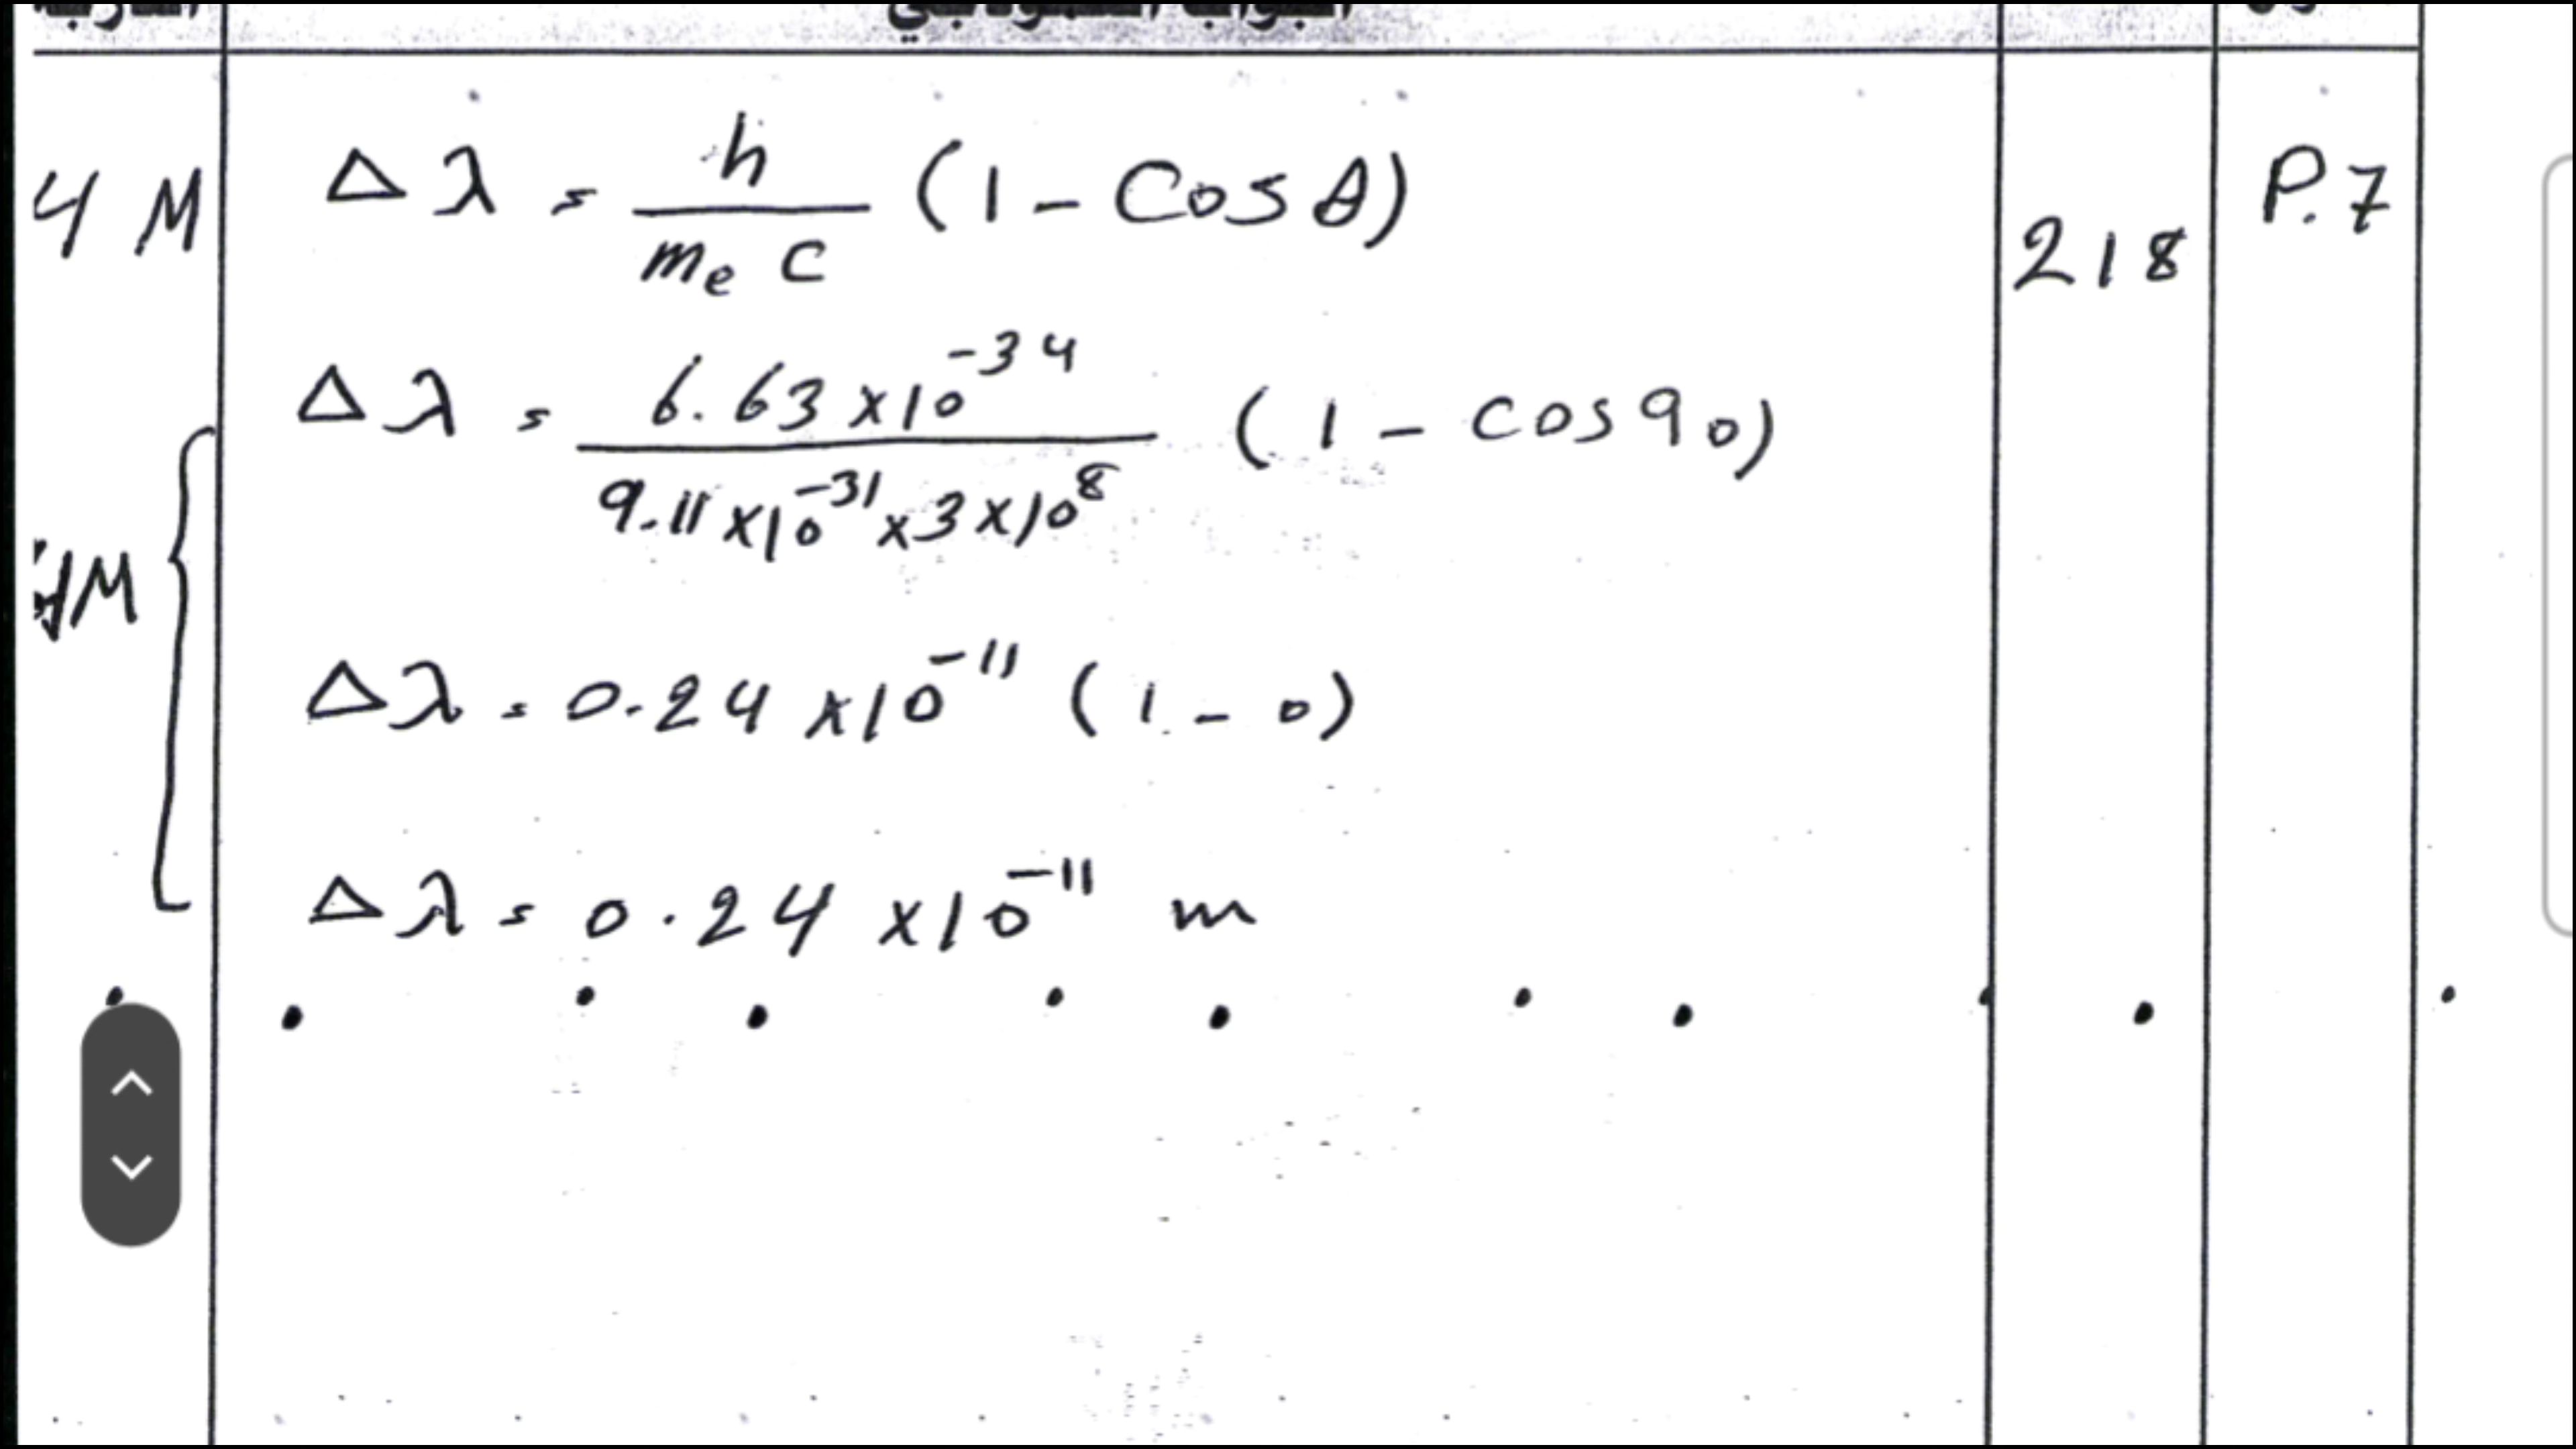 4 M Δλ = h / mₑ c (1 - Cos θ) 218 P.7
Δλ = 6.63 x10⁻³⁴ / 9.11 x10⁻³¹ x3 x10⁸ (1 - cos 90)
Δλ = 0.24 x10⁻¹¹ (1 - 0)
Δλ = 0.24 x10⁻¹¹ m